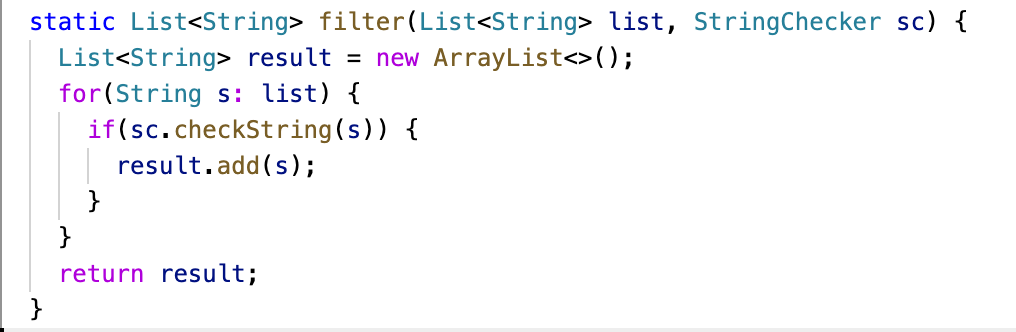 static List<String> filter(List<String> list, StringChecker sc) {
  List<String> result = new ArrayList<>();
  for(String s: list) {
    if(sc.checkString(s)) {
      result.add(s);
    }
  }
  return result;
}